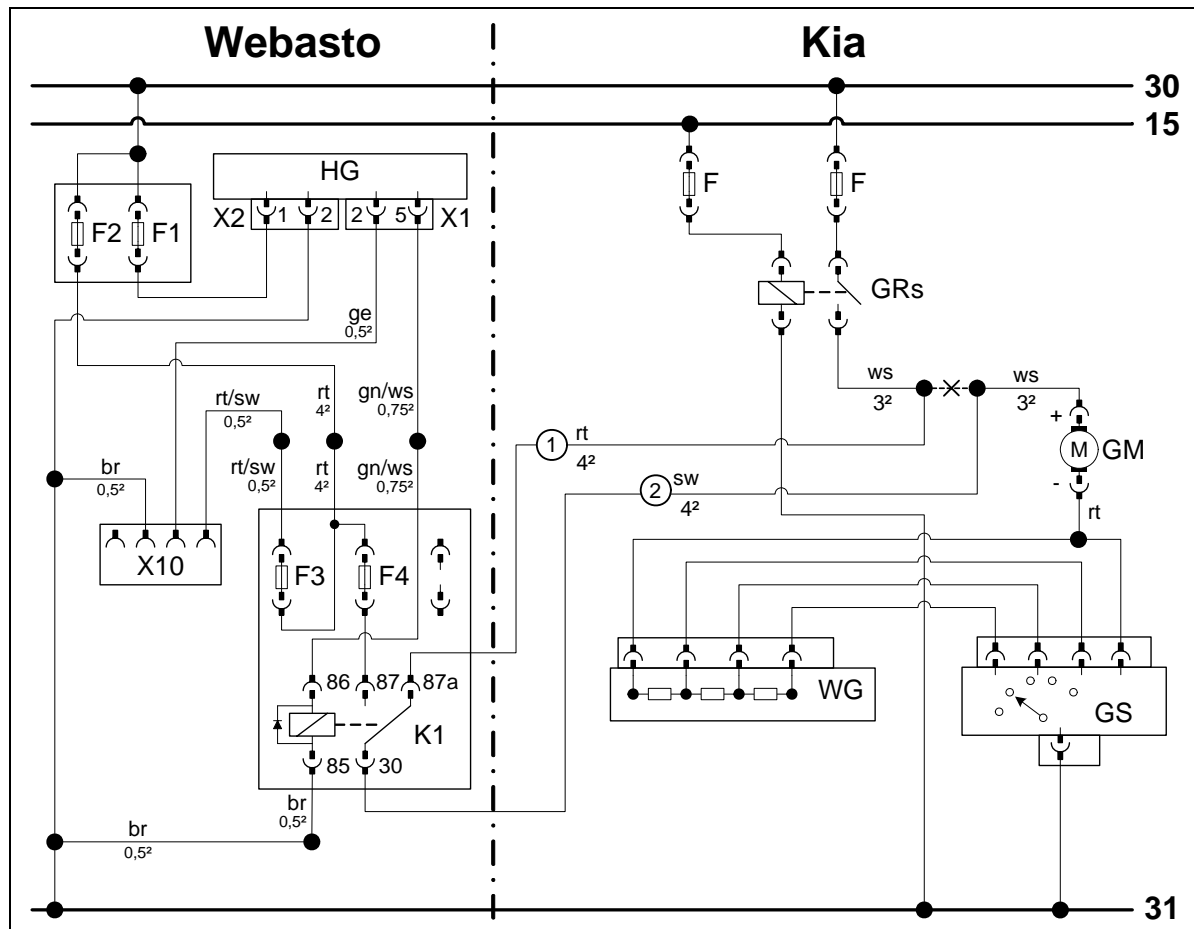 Webasto
Kia
30
15
HG
F2
F1
X2
1
2
2
5
X1
F
F
GRs
ge
0,5²
rt/sw
0,5²
rt
4²
gn/ws
0,75²
ws
3²
ws
3²
+
M
GM
-
rt
1
rt
4²
2
sw
4²
br
0,5²
rt/sw
0,5²
rt
4²
gn/ws
0,75²
X10
F3
F4
86
87
87a
K1
85
30
WG
GS
br
0,5²
br
0,5²
31